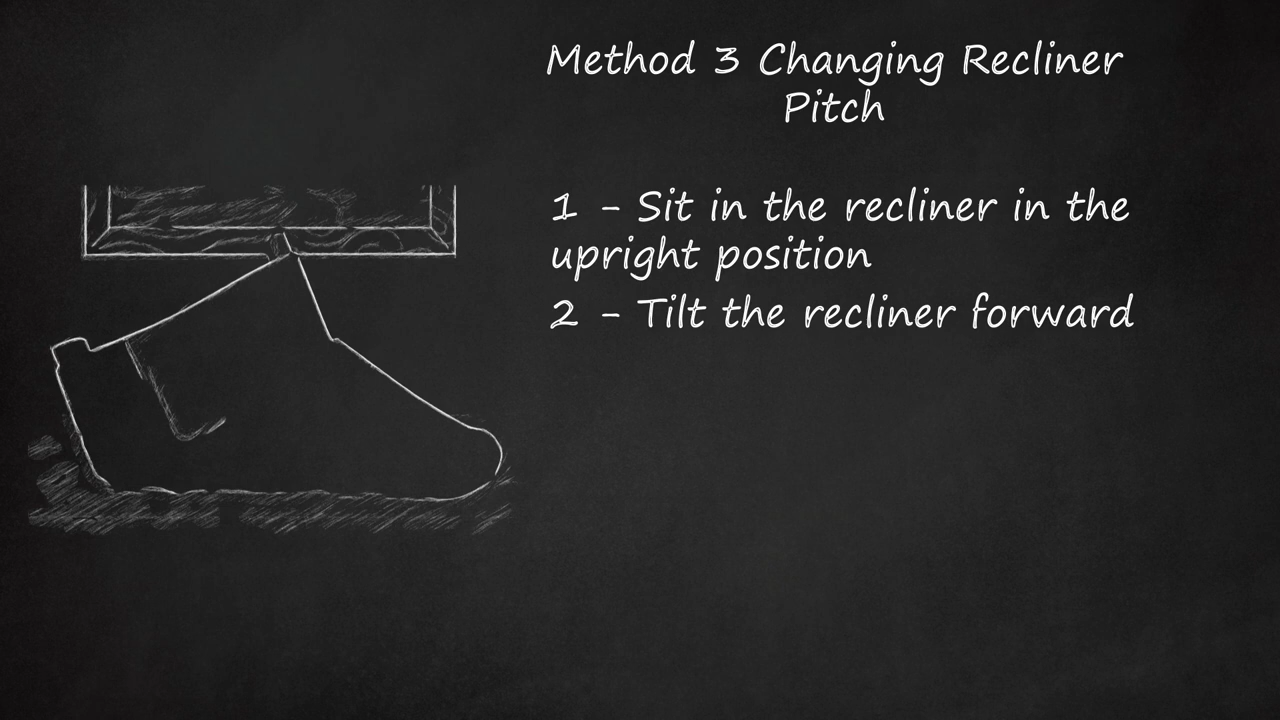 Method 3 Changing Recliner
Pitch
1 - Sit in the recliner in the
upright position
2 - Tilt the recliner forward